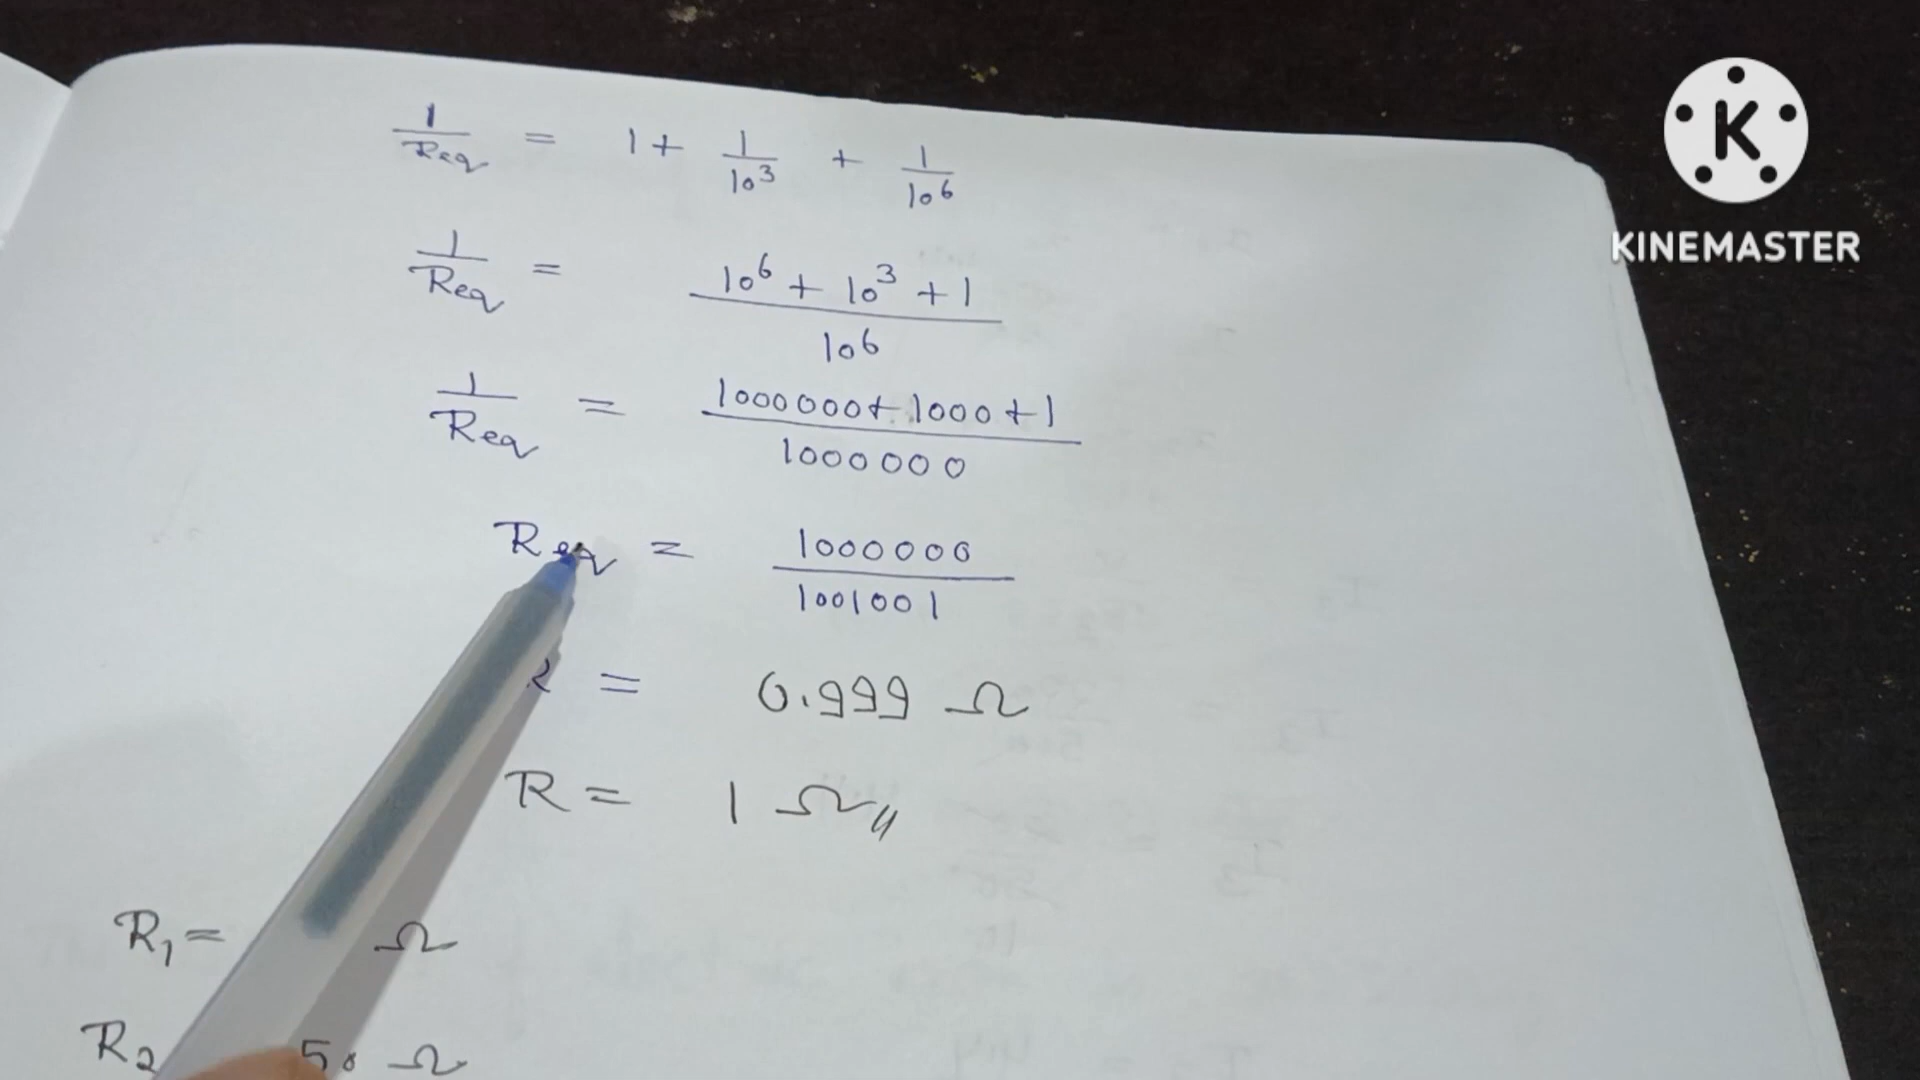 1/Req = 1 + 1/10³ + 1/10⁶
1/Req = 10⁶ + 10³ + 1 / 10⁶
1/Req = 1000000 + 1000 + 1 / 1000000
Req = 1000000 / 1001001
R = 0.999 Ω
R = 1 Ω
R₁ = Ω
R₂ 50 Ω
K
KINEMASTER